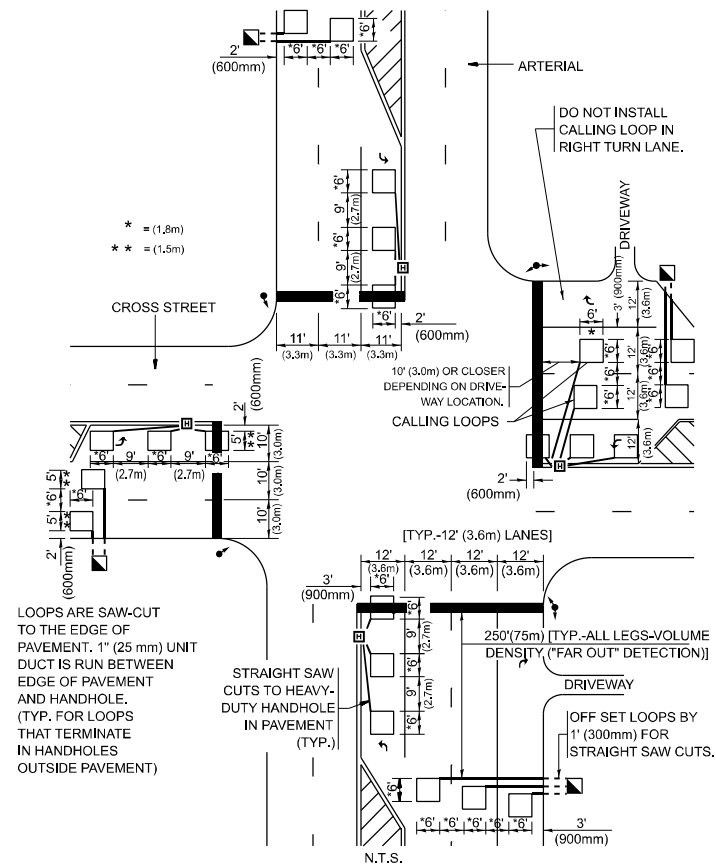 *6' *6' *6'
*6'
2'
(600mm)
ARTERIAL
DO NOT INSTALL
CALLING LOOP IN
RIGHT TURN LANE.
*6'
9'
(2.7m)
*6'
9'
(2.7m)
*6'
* = (1.8m)
** = (1.5m)
H
DRIVEWAY
CROSS STREET
*6'
2'
(600mm)
11' 11' 11'
(3.3m) (3.3m) (3.3m)
3' (900mm)
12'
(3.6m)
6'
*
10' (3.0m) OR CLOSER
DEPENDING ON DRIVE-
WAY LOCATION.
CALLING LOOPS
*6' *6' *6'
12'
(3.6m)
12'
(3.6m)
12'
(3.6m)
*6' *6' *6'
2'
(600mm)
H
5'
**
10'
(3.0m)
10'
(3.0m)
10'
(3.0m)
*6' 9' *6' 9' *6'
(2.7m) (2.7m)
5'
**
*6'
*6'
5'
**
2'
(600mm)
2'
(600mm)
H
[TYP.-12' (3.6m) LANES]
12' 12' 12' 12'
(3.6m) (3.6m) (3.6m) (3.6m)
3'
(900mm)
*6'
H
*6'
9'
(2.7m)
*6'
9'
(2.7m)
*6'
250'(75m) [TYP.-ALL LEGS-VOLUME
DENSITY ("FAR OUT" DETECTION)]
DRIVEWAY
LOOPS ARE SAW-CUT
TO THE EDGE OF
PAVEMENT. 1" (25 mm) UNIT
DUCT IS RUN BETWEEN
EDGE OF PAVEMENT
AND HANDHOLE.
(TYP. FOR LOOPS
THAT TERMINATE
IN HANDHOLES
OUTSIDE PAVEMENT)
STRAIGHT SAW
CUTS TO HEAVY-
DUTY HANDHOLE
IN PAVEMENT
(TYP.)
OFF SET LOOPS BY
1' (300mm) FOR
STRAIGHT SAW CUTS.
*6'
*6' *6' *6' *6' *6'
3'
(900mm)
N.T.S.